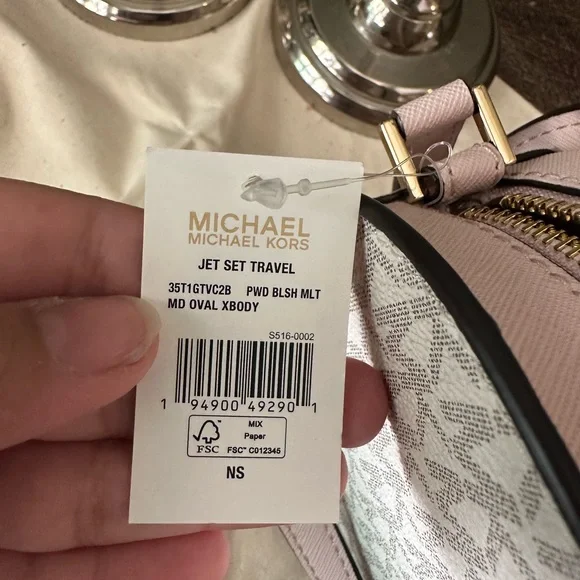 MICHAEL
MICHAEL KORS
JET SET TRAVEL
35T1GTVC2B PWD BLSH MLT
MD OVAL XBODY
S516-0002
1 94900 49290 1
FSC
MIX
Paper
FSC™ C012345
NS